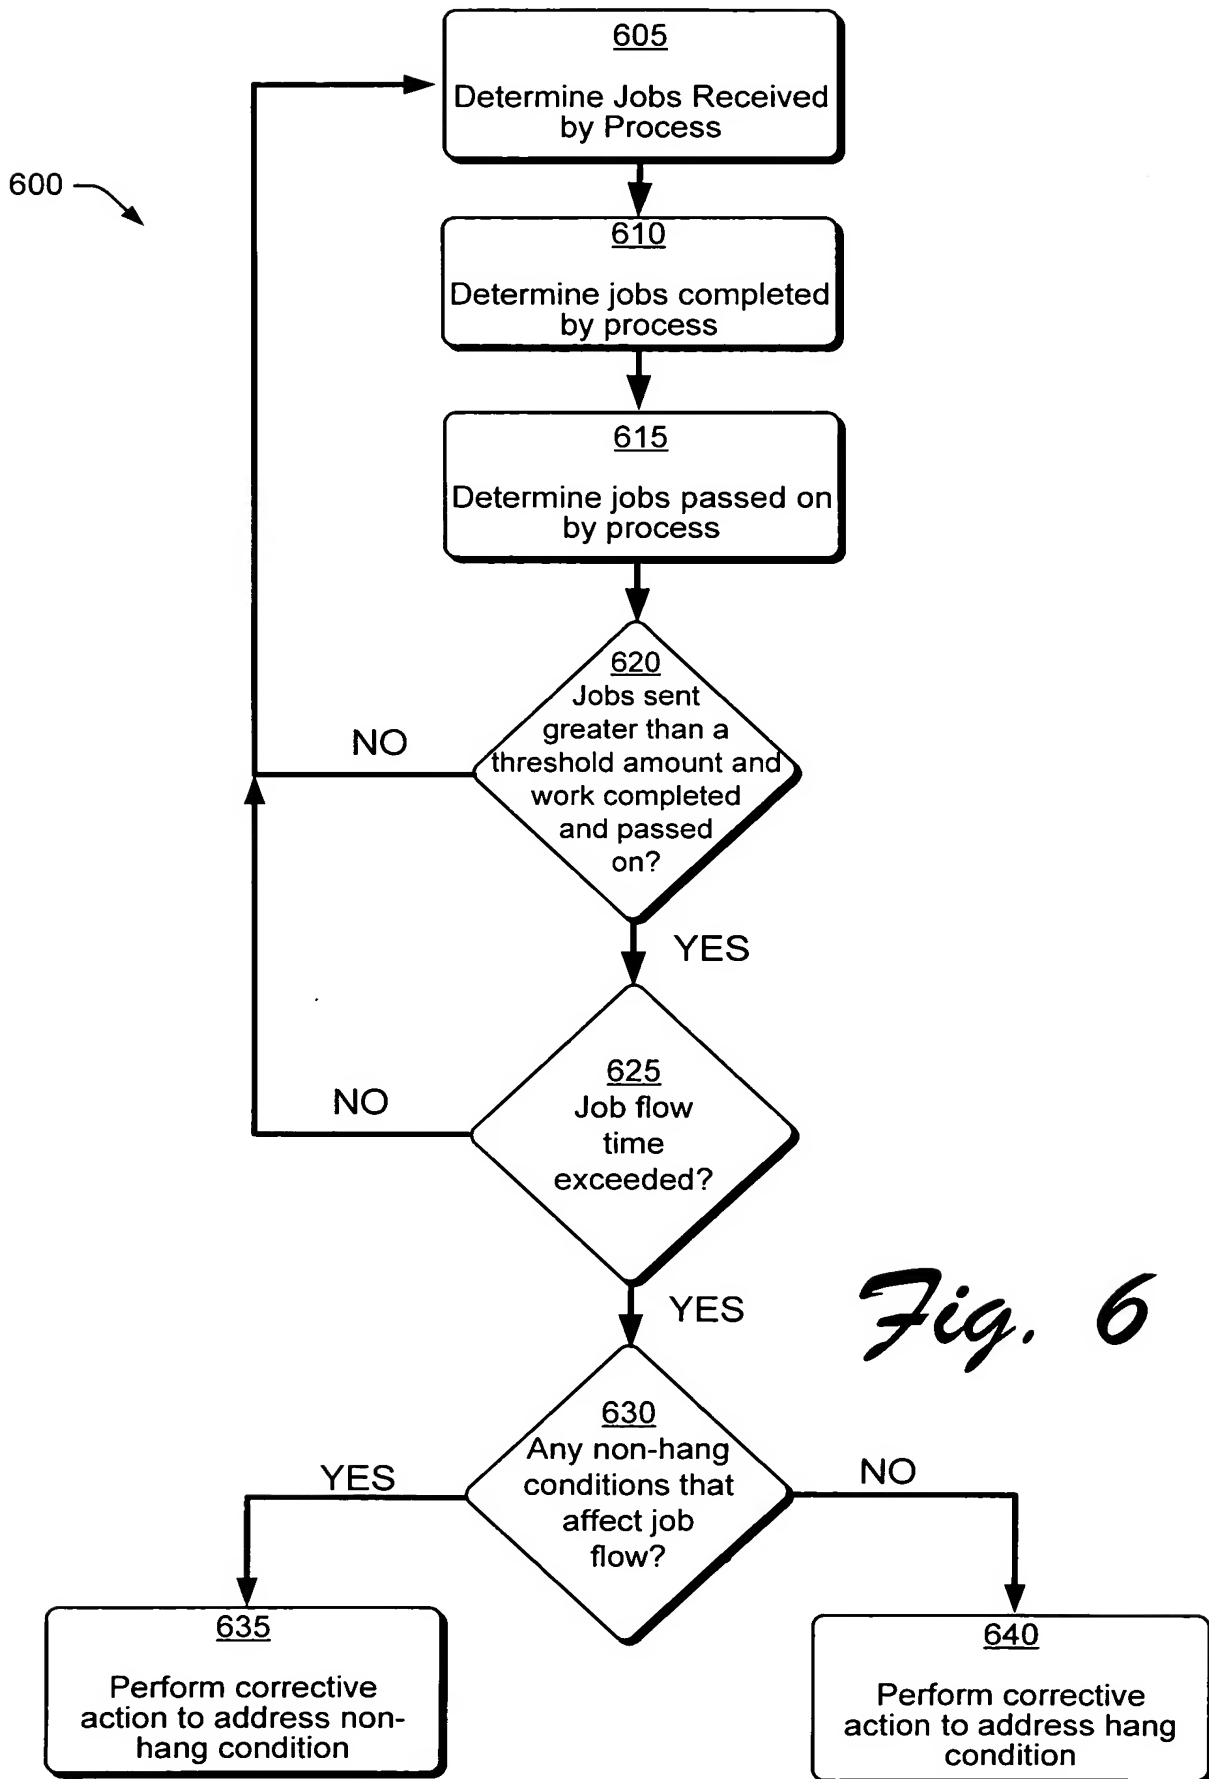 605
Determine Jobs Received
by Process
600
610
Determine jobs completed
by process
615
Determine jobs passed on
by process
620
Jobs sent
greater than a
threshold amount and
work completed
and passed
on?
NO
YES
625
Job flow
time
exceeded?
NO
YES
Fig. 6
630
Any non-hang
conditions that
affect job
flow?
YES
NO
635
Perform corrective
action to address non-
hang condition
640
Perform corrective
action to address hang
condition